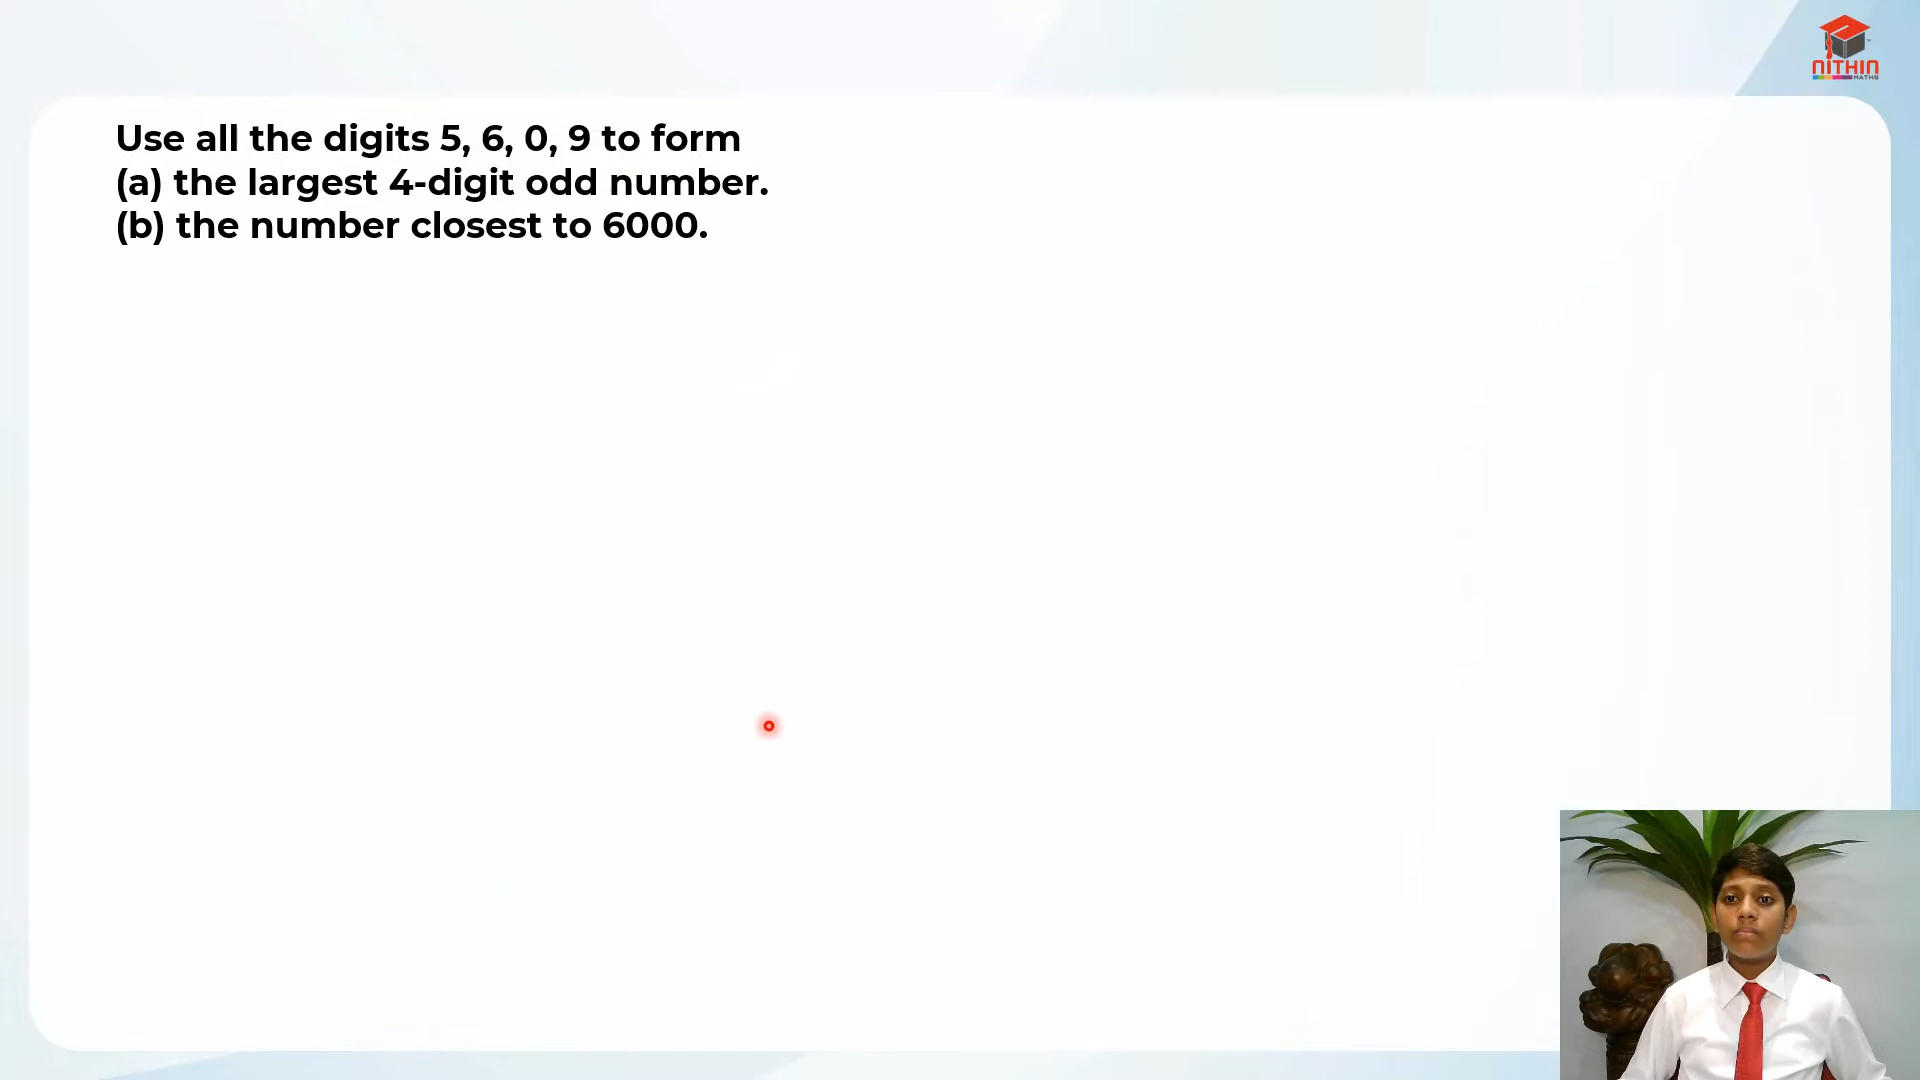 NITHIN
MATHS
Use all the digits 5, 6, 0, 9 to form
(a) the largest 4-digit odd number.
(b) the number closest to 6000.